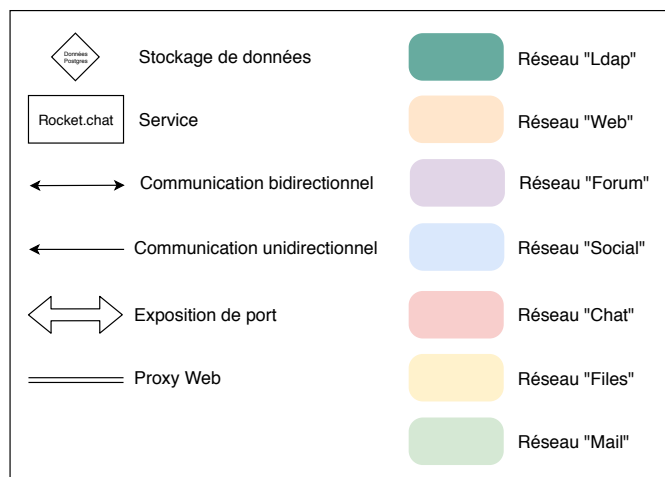 Données
Postgres
Stockage de données
Réseau "Ldap"
Rocket.chat
Service
Réseau "Web"
Communication bidirectionnel
Réseau "Forum"
Communication unidirectionnel
Réseau "Social"
Exposition de port
Réseau "Chat"
Proxy Web
Réseau "Files"
Réseau "Mail"